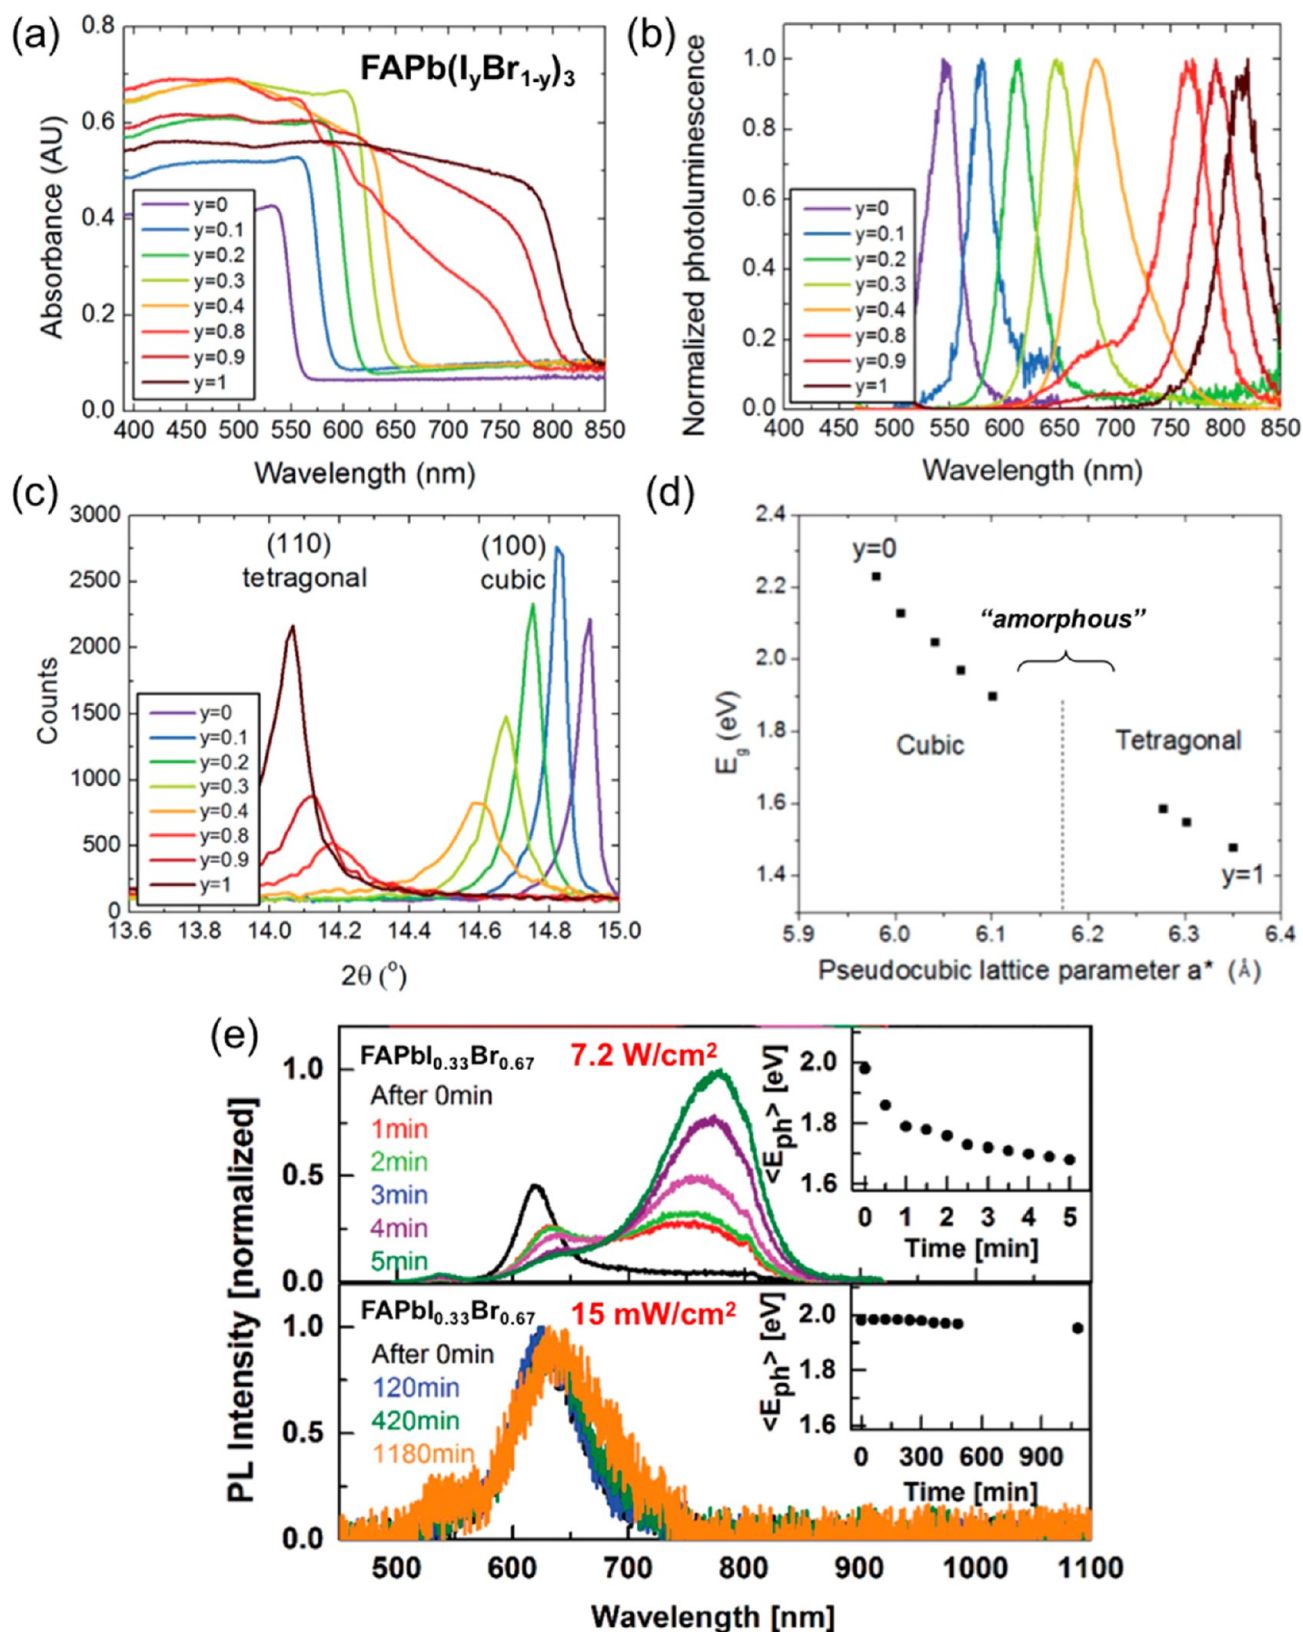 (a)
FAPb(IyBr1-y)3
Absorbance (AU)
0.8
0.6
0.4
0.2
0.0
y=0
y=0.1
y=0.2
y=0.3
y=0.4
y=0.8
y=0.9
y=1
400 450 500 550 600 650 700 750 800 850
Wavelength (nm)
(b)
Normalized photoluminescence
1.0
0.8
0.6
0.4
0.2
0.0
y=0
y=0.1
y=0.2
y=0.3
y=0.4
y=0.8
y=0.9
y=1
400 450 500 550 600 650 700 750 800 850
Wavelength (nm)
(c)
Counts
3000
2500
2000
1500
1000
500
0
(110)
tetragonal
(100)
cubic
y=0
y=0.1
y=0.2
y=0.3
y=0.4
y=0.8
y=0.9
y=1
13.6 13.8 14.0 14.2 14.4 14.6 14.8 15.0
2θ (°)
(d)
Eg (eV)
2.4
2.2
2.0
1.8
1.6
1.4
y=0
“amorphous”
Cubic
Tetragonal
y=1
5.9 6.0 6.1 6.2 6.3 6.4
Pseudocubic lattice parameter a* (Å)
(e)
PL Intensity [normalized]
1.0
0.5
0.0
FAPbI0.33Br0.67
7.2 W/cm2
After 0min
1min
2min
3min
4min
5min
<Eph> [eV]
2.0
1.8
1.6
0 1 2 3 4 5
Time [min]
1.0
0.5
0.0
FAPbI0.33Br0.67
15 mW/cm2
After 0min
120min
420min
1180min
<Eph> [eV]
2.0
1.8
1.6
0 300 600 900
Time [min]
500 600 700 800 900 1000 1100
Wavelength [nm]